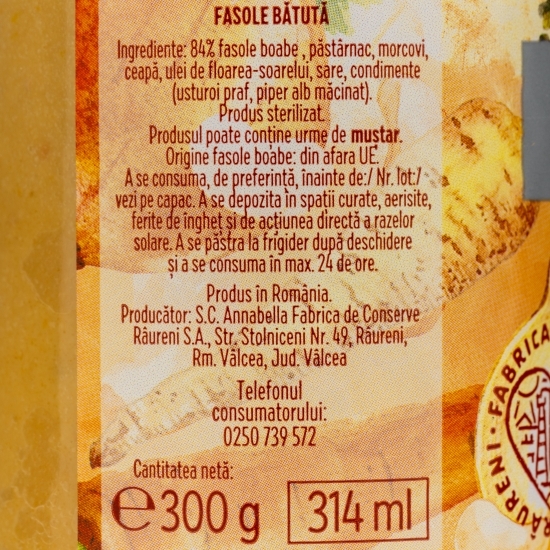 FASOLE BĂTUTĂ
Ingrediente: 84% fasole boabe , păstârnac, morcovi,
ceapă, ulei de floarea-soarelui, sare, condimente
(usturoi praf, piper alb măcinat).
Produs sterilizat.
Produsul poate conține urme de muștar.
Origine fasole boabe: din afara UE.
A se consuma, de preferință, înainte de:/ Nr. lot:/
vezi pe capac. A se depozita în spații curate, aerisite,
ferite de îngheț și de acțiunea directă a razelor
solare. A se păstra la frigider după deschidere
și a se consuma în max. 24 de ore.
Produs în România.
Producător: S.C. Annabella Fabrica de Conserve
Râureni S.A., Str. Stolniceni Nr. 49, Râureni,
Rm. Vâlcea, Jud. Vâlcea
Telefonul
consumatorului:
0250 739 572
Cantitatea netă:
℮ 300 g
314 ml
RÂURENI · FABRICA